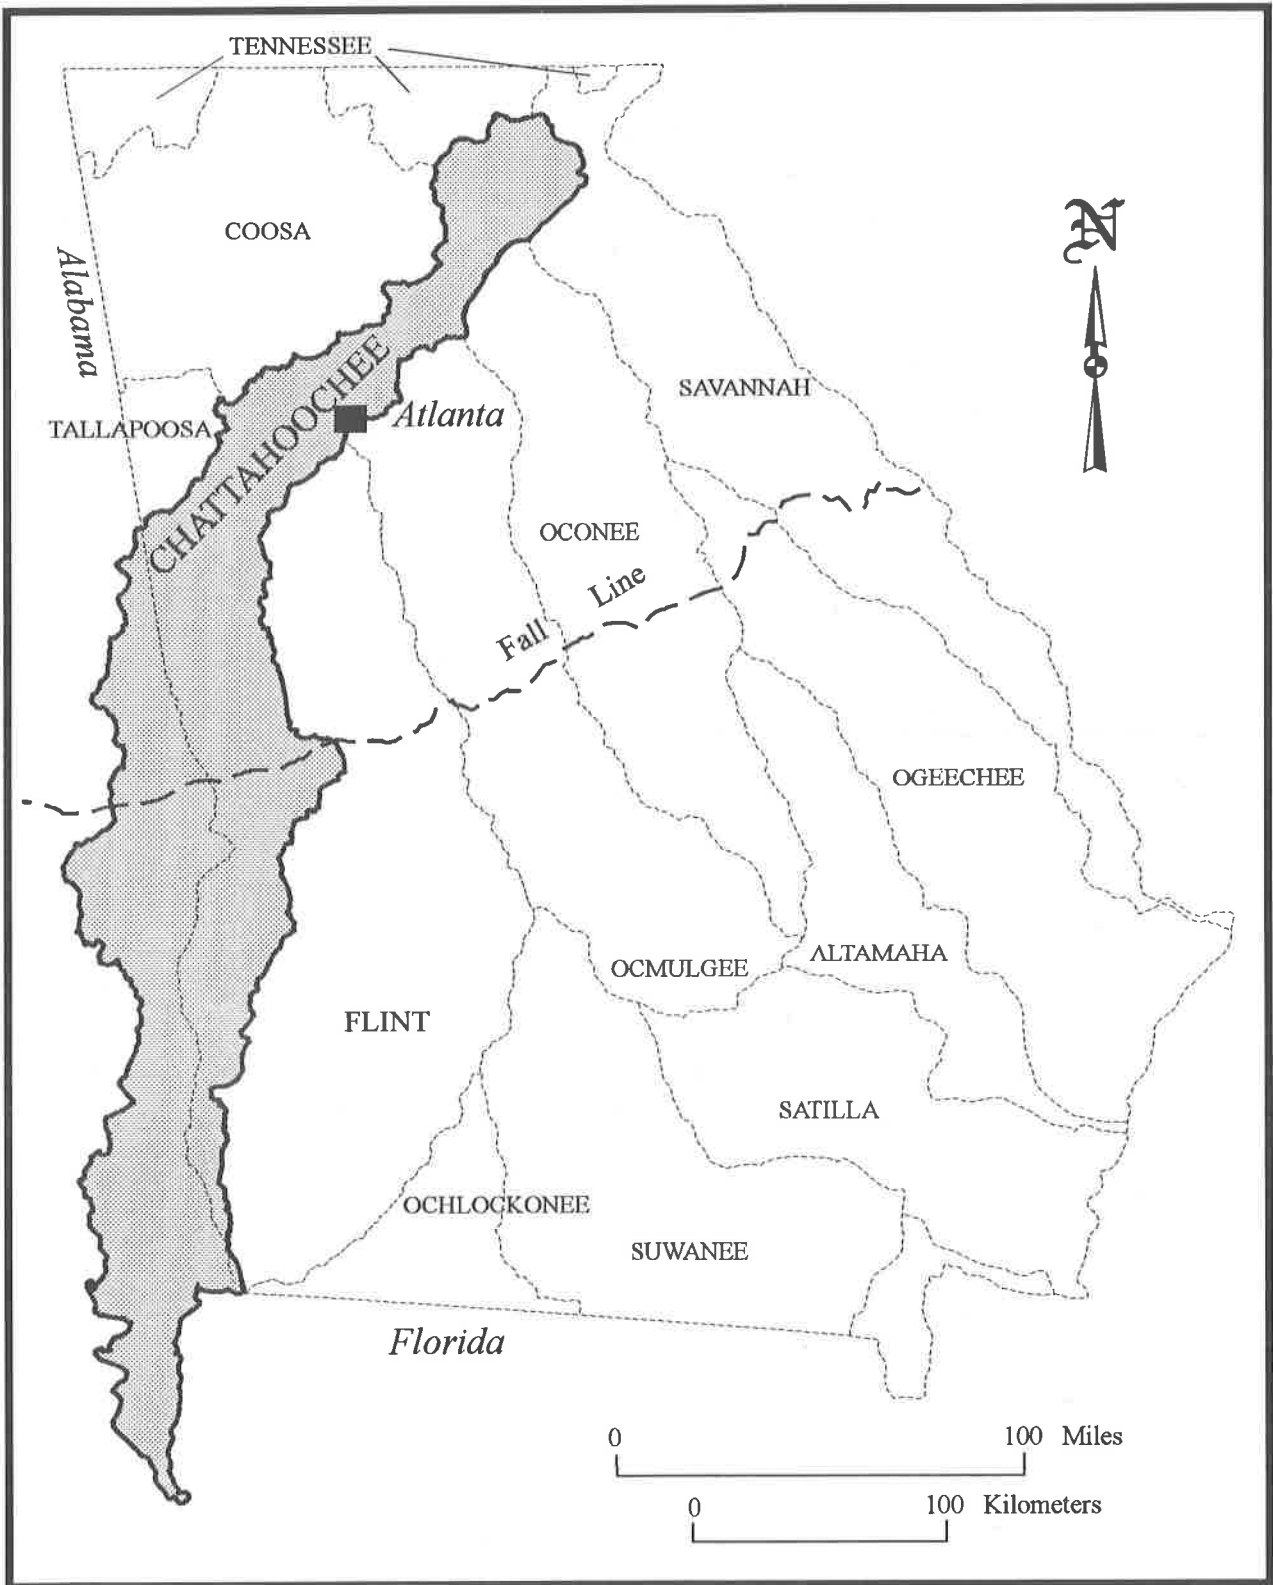 TENNESSEE
N
COOSA
Alabama
SAVANNAH
CHATTAHOOCHEE
Atlanta
TALLAPOOSA
OCONEE
Fall Line
OGEECHEE
ALTAMAHA
OCMULGEE
FLINT
SATILLA
OCHLOCKONEE
SUWANEE
Florida
0 100 Miles
0 100 Kilometers